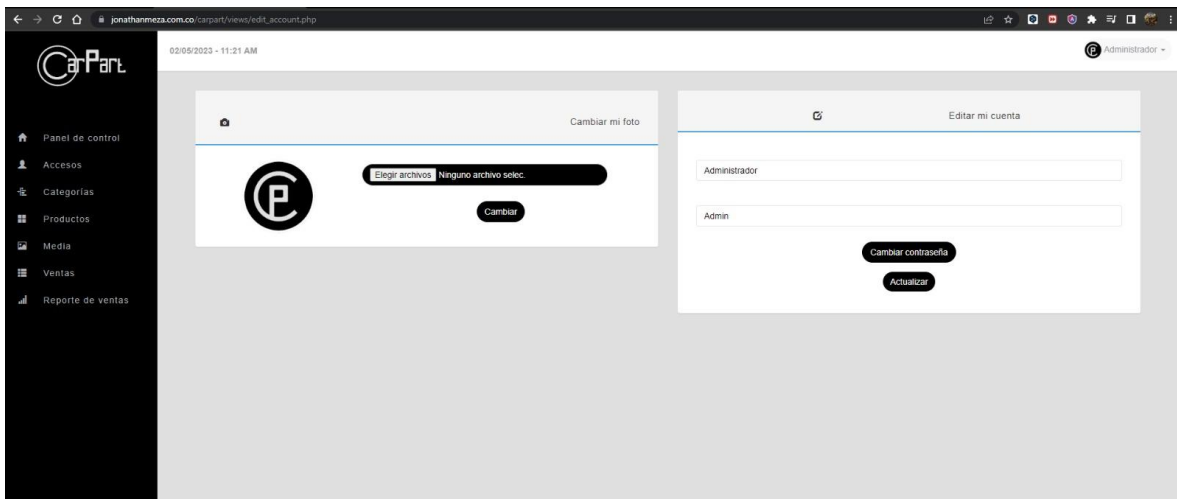 jonathanmeza.com.co/carpart/views/edit_account.php
CarPart
02/05/2023 - 11:21 AM
Administrador
Panel de control
Accesos
Categorías
Productos
Media
Ventas
Reporte de ventas
Cambiar mi foto
CP
Elegir archivos Ninguno archivo selec.
Cambiar
Editar mi cuenta
Administrador
Admin
Cambiar contraseña
Actualizar